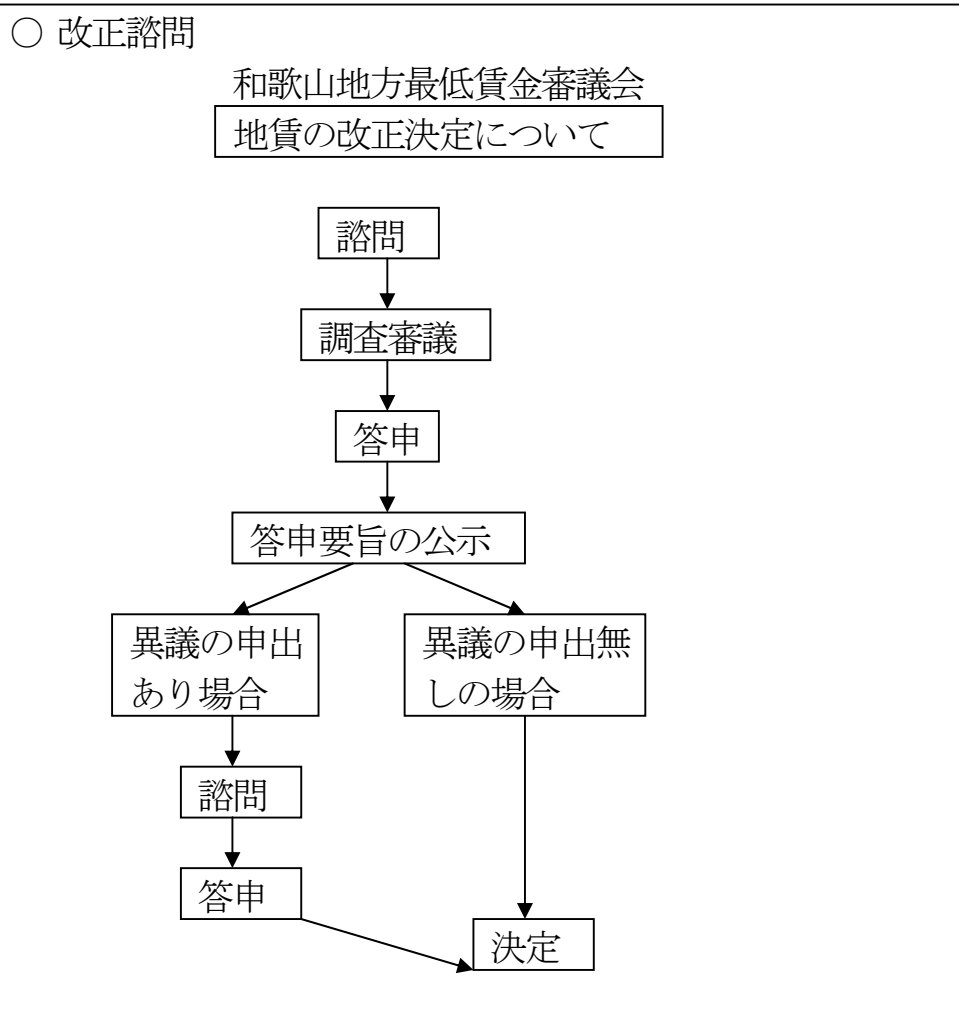 ○ 改正諮問
和歌山地方最低賃金審議会
地賃の改正決定について
諮問
調査審議
答申
答申要旨の公示
異議の申出
あり場合
異議の申出無
しの場合
諮問
答申
決定